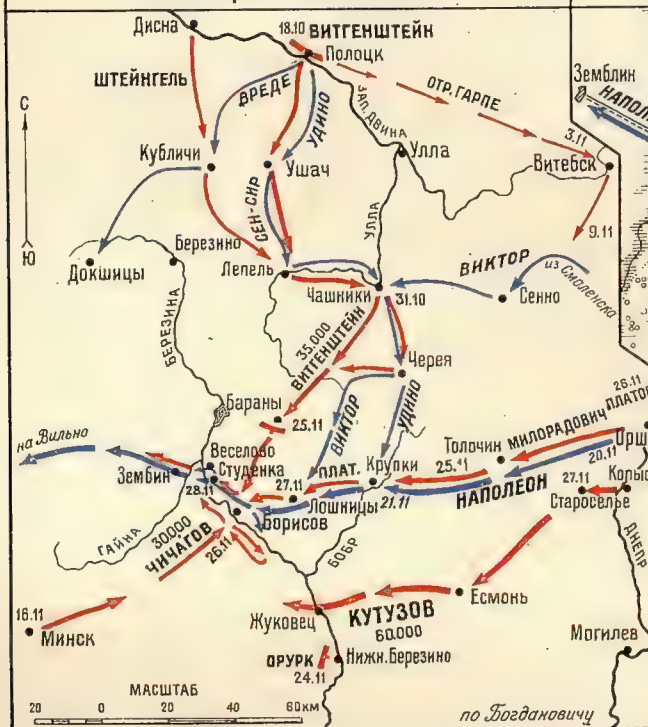 Дисна
18.10
ВИТГЕНШТЕЙН
Полоцк
ШТЕЙНГЕЛЬ
ВРЕДЕ
УДИНО
ЗАП. ДВИНА
ОТР. ГАРПЕ
Земблин
НАПОЛЕ
С
Ю
Кубличи
Ушач
Улла
3.11
Витебск
СЕН-СИР
УЛЛА
9.11
Докшицы
Березино
Лепель
Чашники
31.10
ВИКТОР
из Смоленска
Сенно
БЕРЕЗИНА
35.000
ВИТГЕНШТЕЙН
Черея
Бараны
25.11
ВИКТОР
УДИНО
26.11
ПЛАТОВ
МИЛОРАДОВИЧ
Орш
20.11
на Вильно
Веселово
Студенка
Зембин
28.11
ПЛАТ.
27.11
Лошницы
Крупки
21.11
Толочин
25.11
НАПОЛЕОН
27.11
Староселье
Копыс
Борисов
ГАЙНА
30.000
ЧИЧАГОВ
26.11
БОБР
ДНЕПР
16.11
Минск
Жуковец
КУТУЗОВ
60.000
Есмонь
Могилев
ОРУРК
24.11
Нижн. Березино
МАСШТАБ
20 0 20 40 60км
по Богдановичу